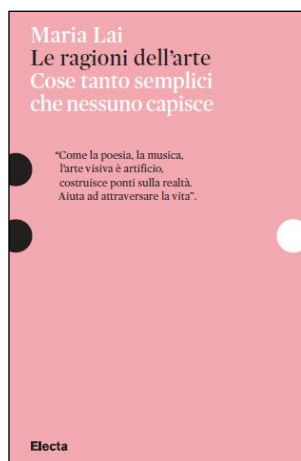 Maria Lai
Le ragioni dell’arte
Cose tanto semplici
che nessuno capisce
“Come la poesia, la musica,
l’arte visiva è artificio,
costruisce ponti sulla realtà.
Aiuta ad attraversare la vita”.
Electa